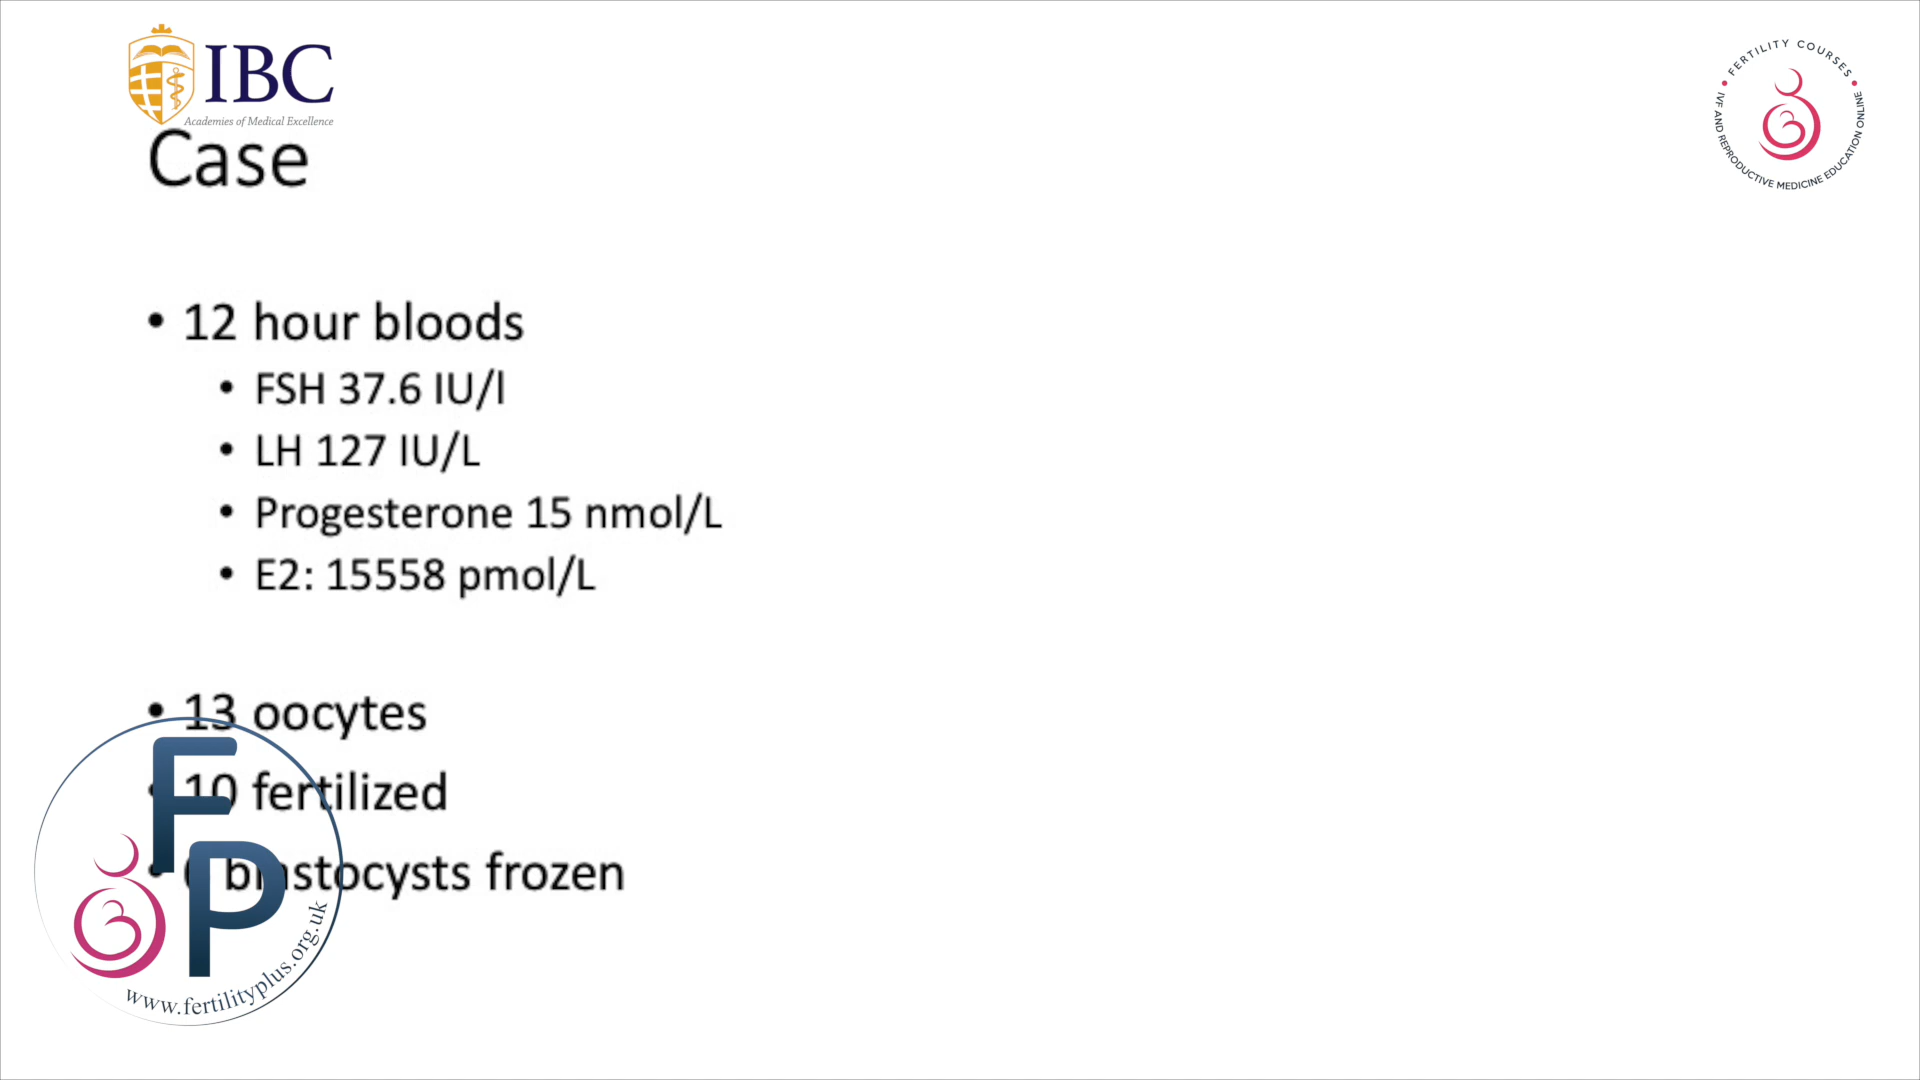 IBC
Academies of Medical Excellence
FERTILITY COURSES
IVF AND REPRODUCTIVE MEDICINE EDUCATION ONLINE
Case
• 12 hour bloods
• FSH 37.6 IU/l
• LH 127 IU/L
• Progesterone 15 nmol/L
• E2: 15558 pmol/L
• 13 oocytes
• 10 fertilized
• blastocysts frozen
FP
www.fertilityplus.org.uk